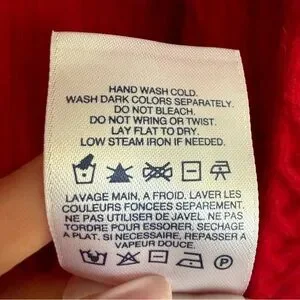 HAND WASH COLD.
WASH DARK COLORS SEPARATELY.
DO NOT BLEACH.
DO NOT WRING OR TWIST.
LAY FLAT TO DRY.
LOW STEAM IRON IF NEEDED.
LAVAGE MAIN, A FROID. LAVER LES
COULEURS FONCÉES SÉPAREMENT.
NE PAS UTILISER DE JAVEL. NE PAS
TORDRE POUR ESSORER. SECHAGE
A PLAT. SI NECESSAIRE, REPASSER A
VAPEUR DOUCE.
P